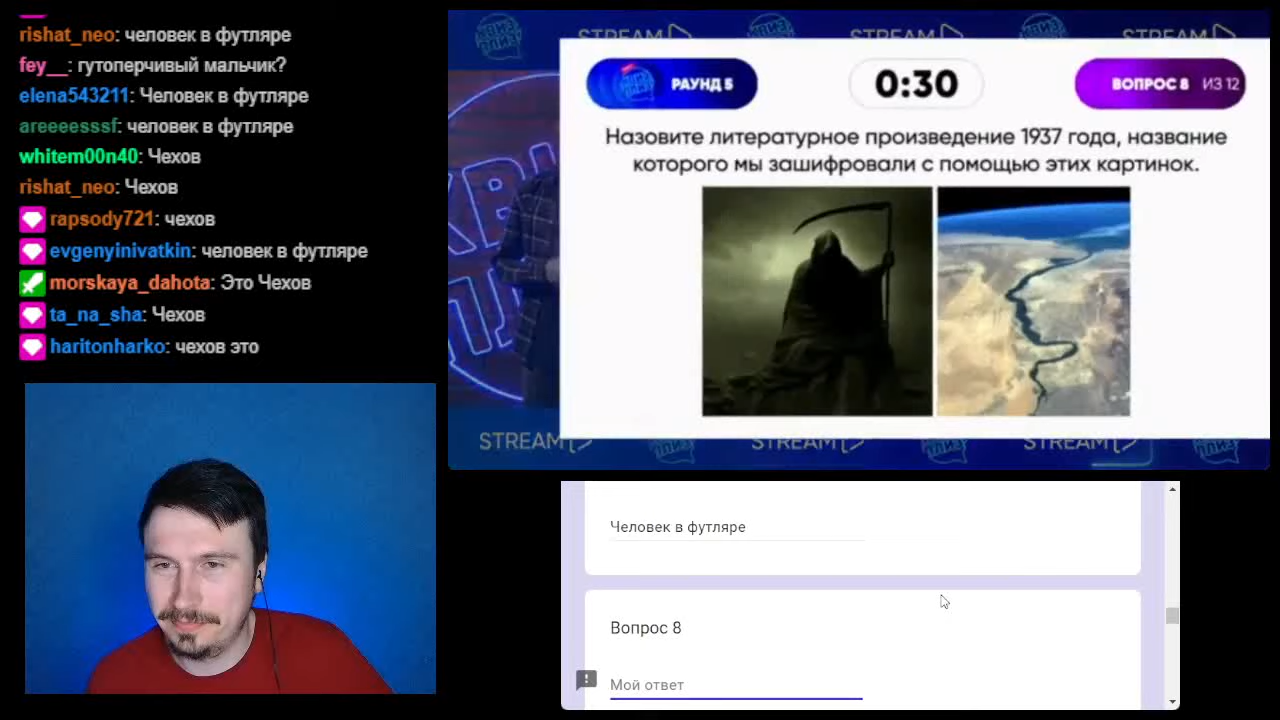 rishat_neo: человек в футляре
fey__: гутоперчивый мальчик?
elena543211: Человек в футляре
areeeesssf: человек в футляре
whitem00n40: Чехов
rishat_neo: Чехов
rapsody721: чехов
evgenyinivatkin: человек в футляре
morskaya_dahota: Это Чехов
ta_na_sha: Чехов
haritonharko: чехов это
STREAM STREAM STREAM
РАУНД 5
0:30
ВОПРОС 8 ИЗ 12
Назовите литературное произведение 1937 года, название
которого мы зашифровали с помощью этих картинок.
STREAM STREAM STREAM
Человек в футляре
Вопрос 8
Мой ответ